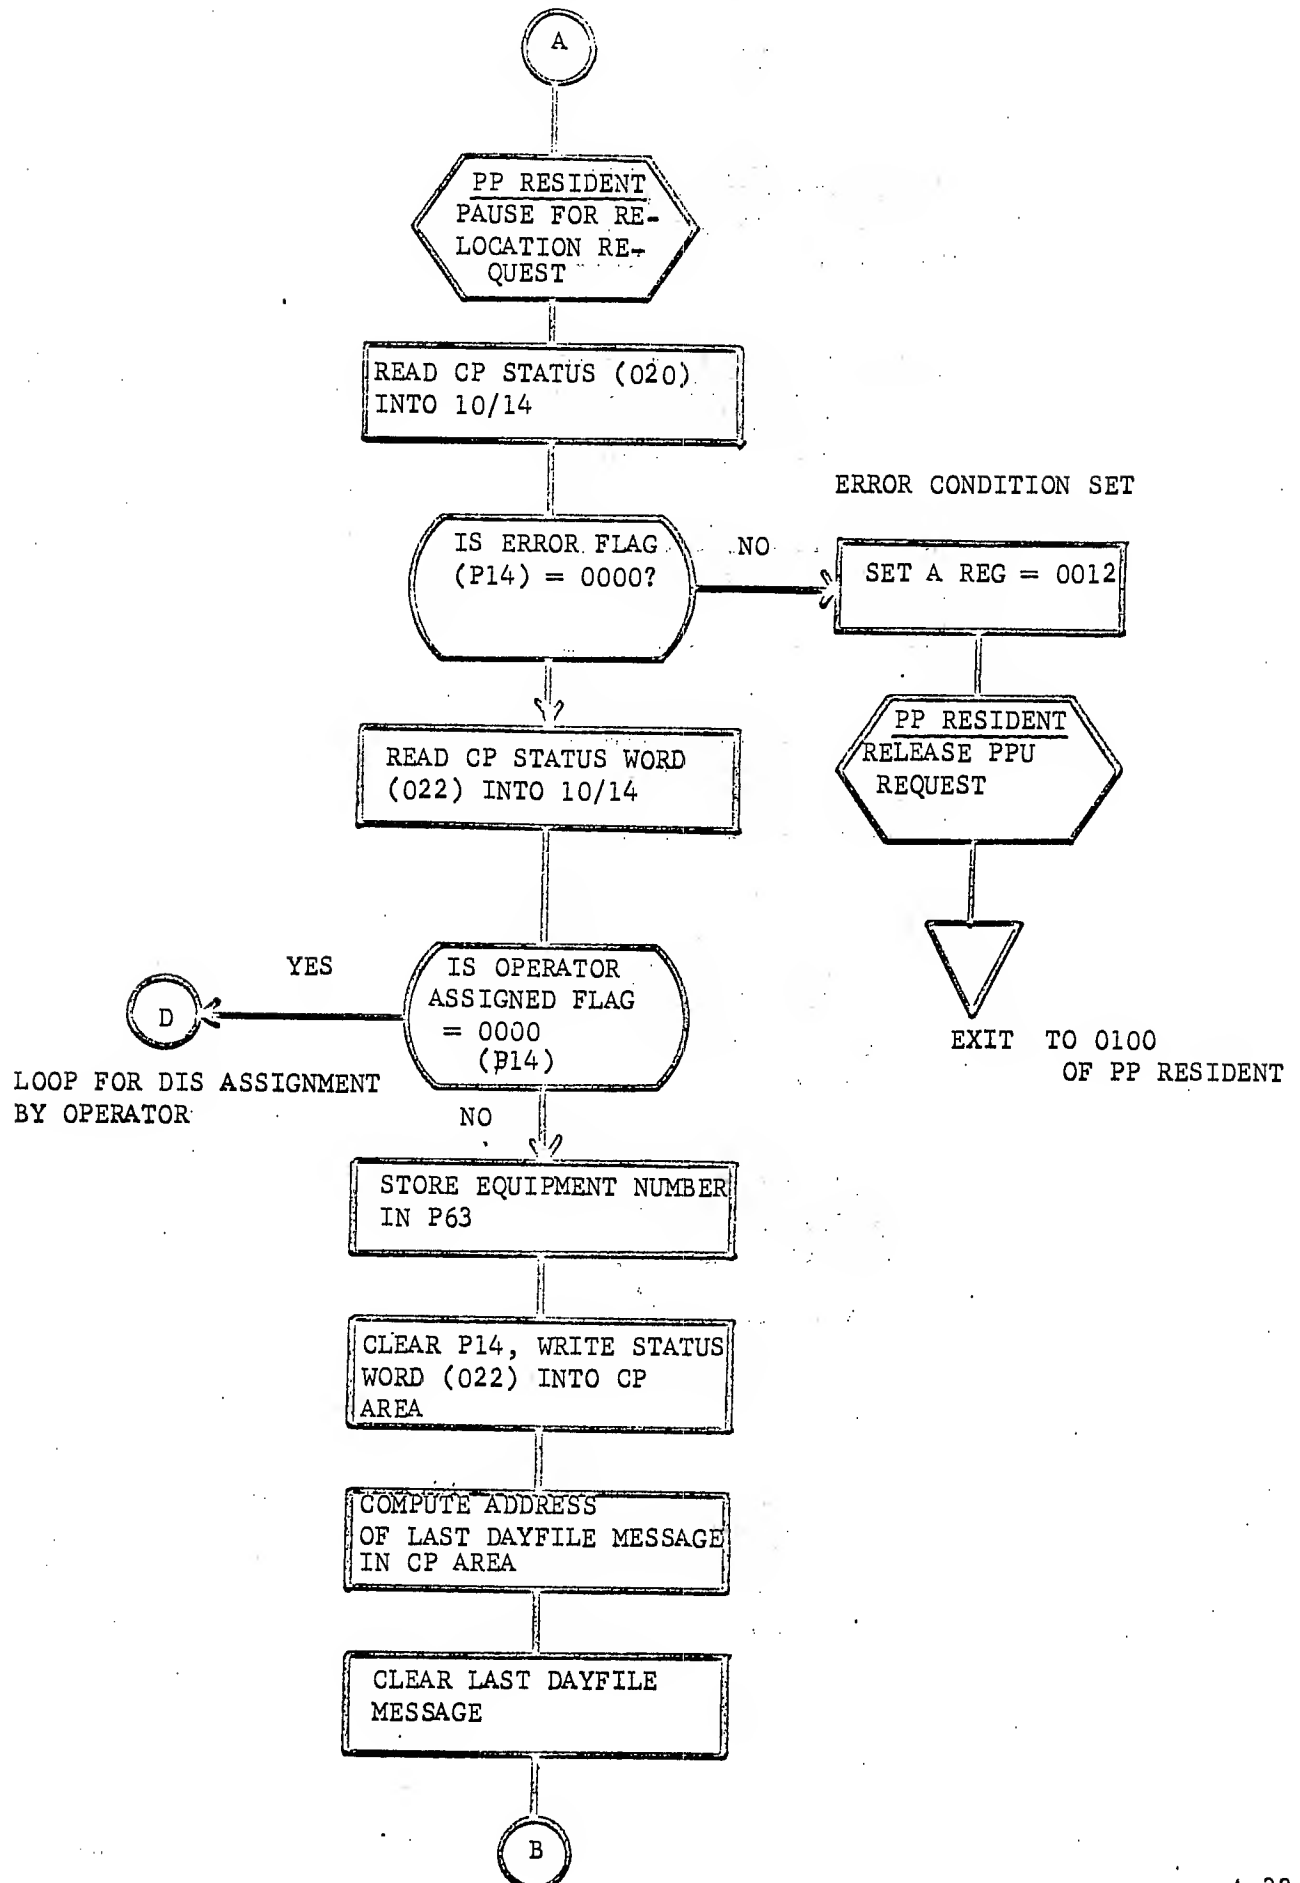 A
PP RESIDENT
PAUSE FOR RE-
LOCATION RE-
QUEST
READ CP STATUS (020)
INTO 10/14
ERROR CONDITION SET
IS ERROR FLAG
(P14) = 0000?
NO
SET A REG = 0012
READ CP STATUS WORD
(022) INTO 10/14
PP RESIDENT
RELEASE PPU
REQUEST
EXIT TO 0100
OF PP RESIDENT
IS OPERATOR
ASSIGNED FLAG
= 0000
(P14)
YES
D
LOOP FOR DIS ASSIGNMENT
BY OPERATOR
NO
STORE EQUIPMENT NUMBER
IN P63
CLEAR P14, WRITE STATUS
WORD (022) INTO CP
AREA
COMPUTE ADDRESS
OF LAST DAYFILE MESSAGE
IN CP AREA
CLEAR LAST DAYFILE
MESSAGE
B